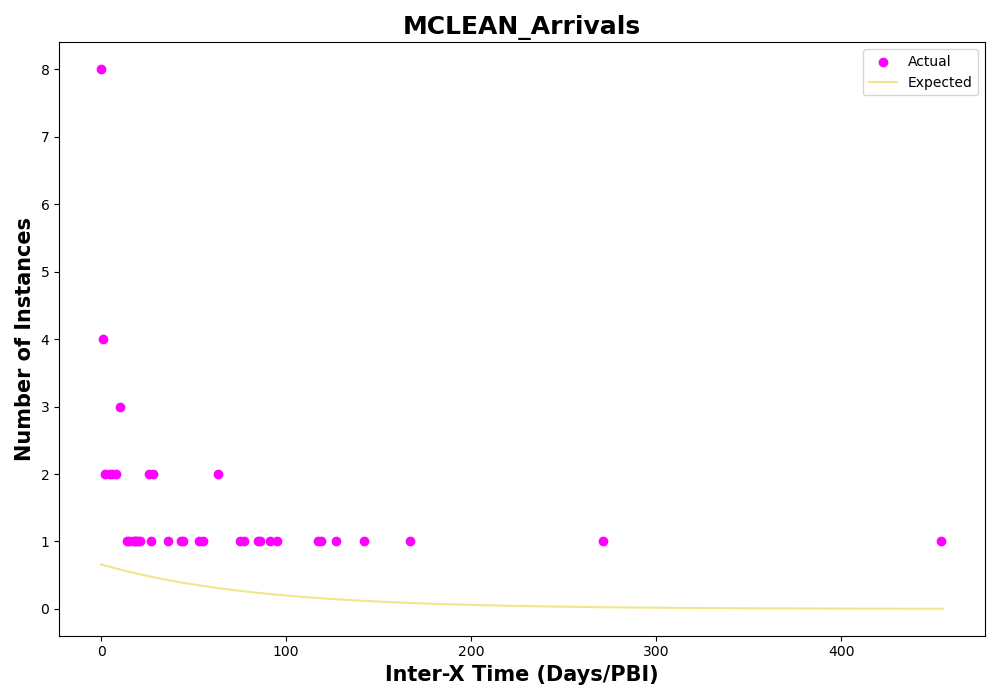 MCLEAN_Arrivals
Actual
Expected
Number of Instances
8
7
6
5
4
3
2
1
0
0 100 200 300 400
Inter-X Time (Days/PBI)